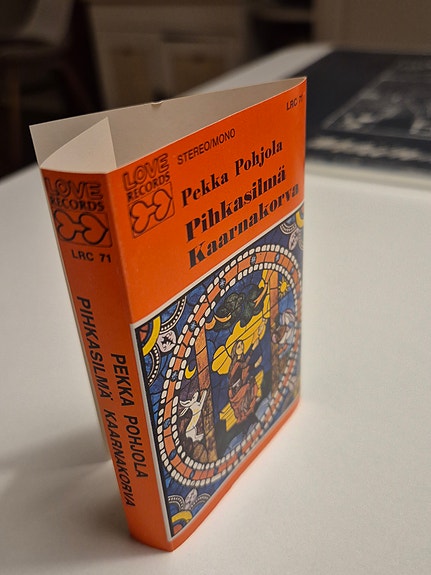 LOVE
RECORDS
LRC 71
PEKKA POHJOLA
PIHKASILMÄ KAARNAKORVA
LOVE
RECORDS
STEREO/MONO
LRC 71
Pekka Pohjola
Pihkasilmä
Kaarnakorva